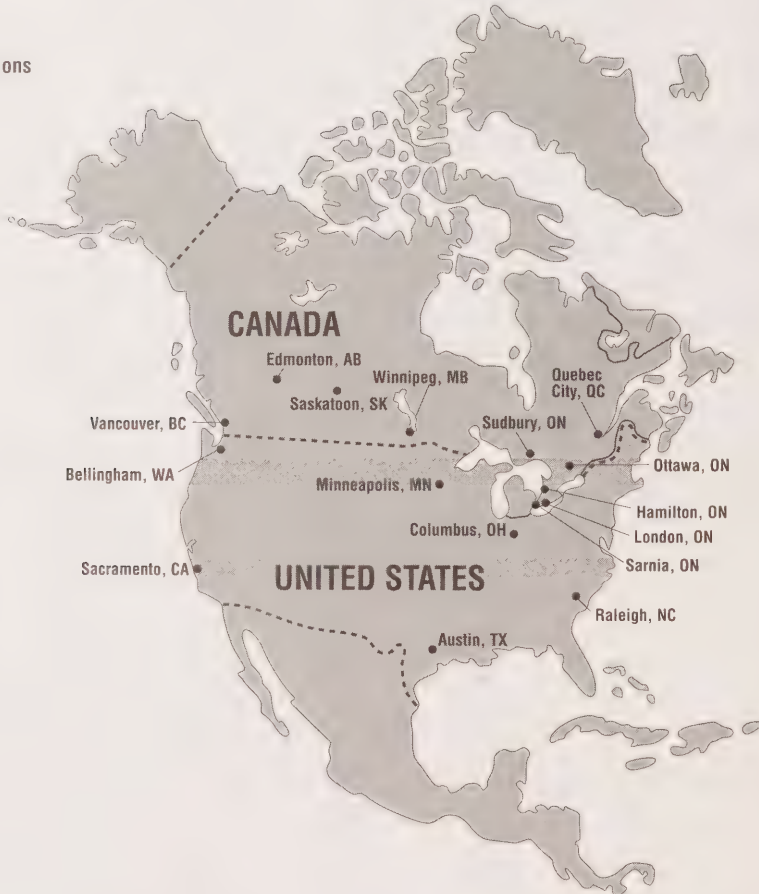 ons
CANADA
Edmonton, AB
Winnipeg, MB
Quebec
City, QC
Saskatoon, SK
Vancouver, BC
Sudbury, ON
Bellingham, WA
Ottawa, ON
Minneapolis, MN
Hamilton, ON
Columbus, OH
London, ON
Sarnia, ON
Sacramento, CA
UNITED STATES
Raleigh, NC
Austin, TX